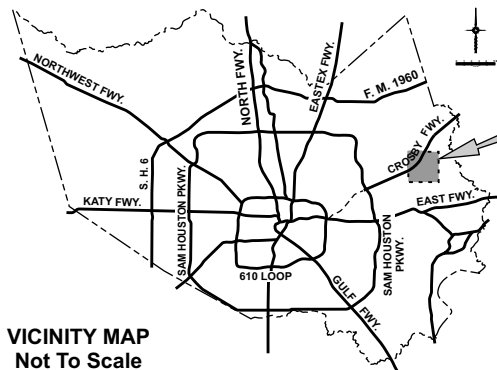 NORTHWEST FWY.
NORTH FWY.
EASTEX FWY.
F. M. 1960
CROSBY FWY.
S. H. 6
SAM HOUSTON PKWY.
KATY FWY.
EAST FWY.
SAM HOUSTON
PKWY.
610 LOOP
GULF FWY.
VICINITY MAP
Not To Scale